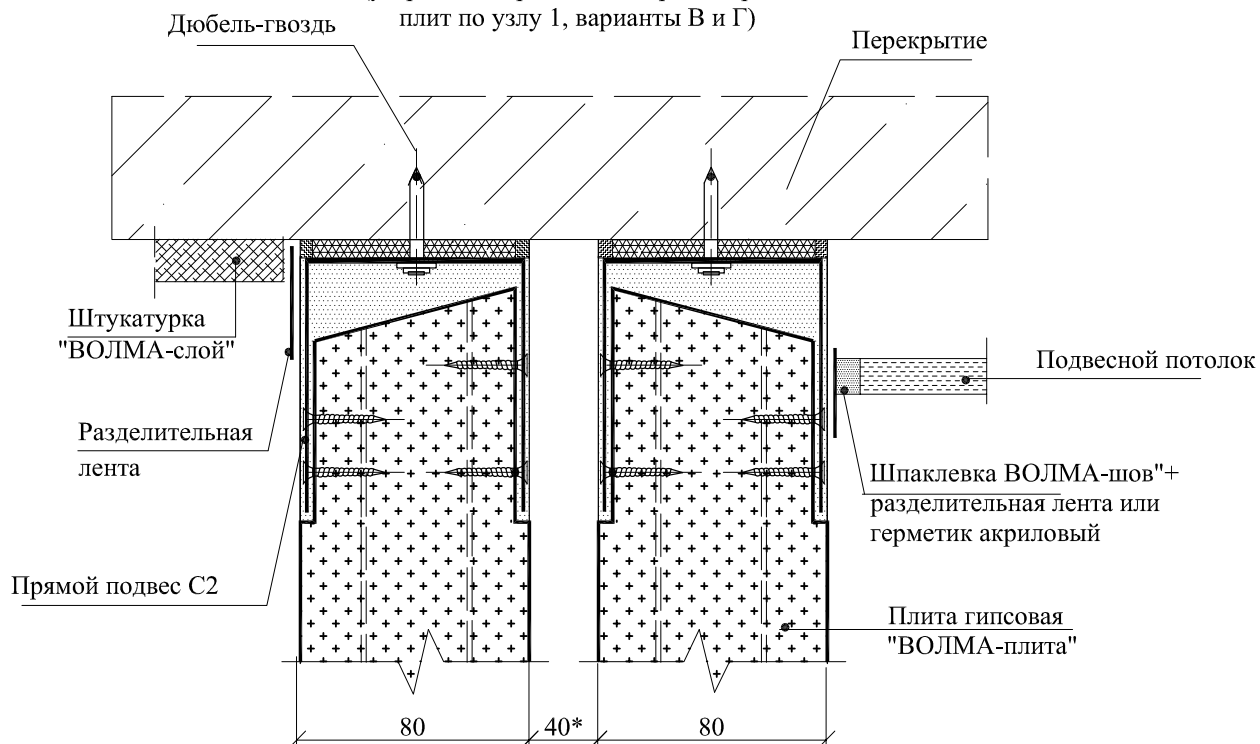 плит по узлу 1, варианты В и Г)
Дюбель-гвоздь
Перекрытие
Штукатурка
"ВОЛМА-слой"
Подвесной потолок
Разделительная
лента
Шпаклевка ВОЛМА-шов"+
разделительная лента или
герметик акриловый
Прямой подвес С2
Плита гипсовая
"ВОЛМА-плита"
80
40*
80